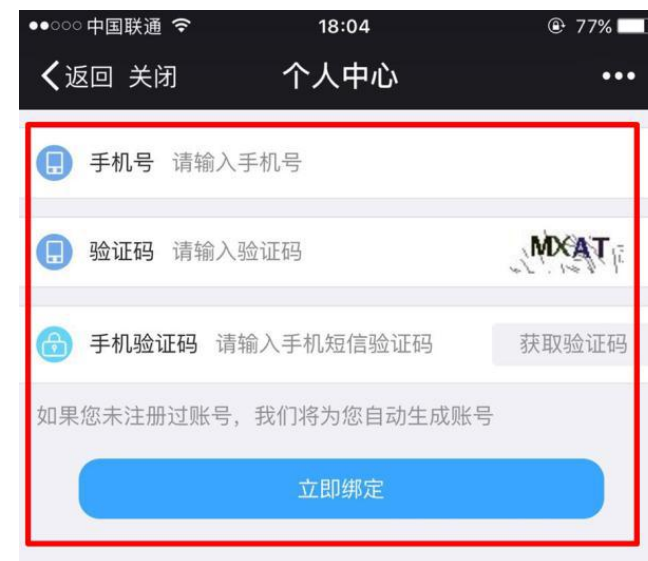 中国联通 18:04 77%
返回 关闭 个人中心
手机号 请输入手机号
验证码 请输入验证码 MXAT
手机验证码 请输入手机短信验证码 获取验证码
如果您未注册过账号，我们将为您自动生成账号
立即绑定